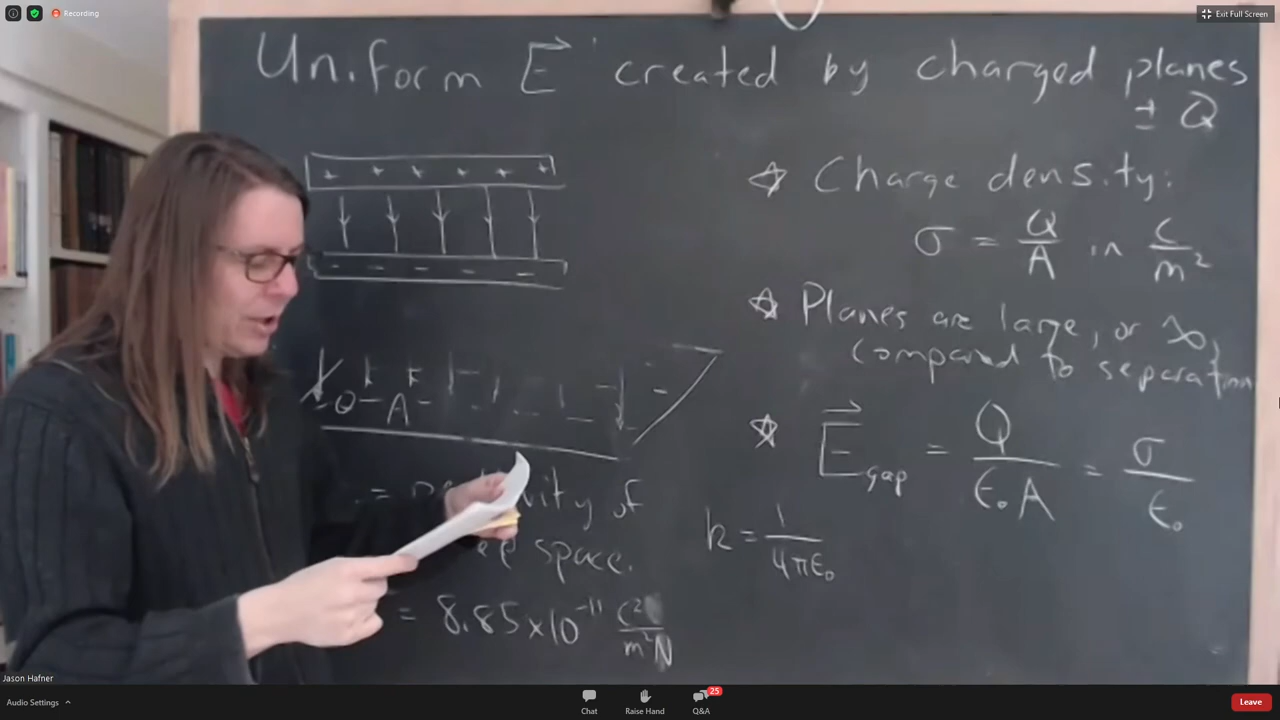 Recording
Exit Full Screen
Uniform E⃗ created by charged planes
± Q
+ + + + + +
- - - - -
☆ Charge density:
σ = Q/A in C/m²
☆ Planes are large, or ∞,
compared to separation
Q A
☆ E⃗gap = Q/ε₀A = σ/ε₀
of
space.
k = 1/4πε₀
= 8.85×10⁻¹¹ C²/m²N
Jason Hafner
Audio Settings
Chat
Raise Hand
Q&A
25
Leave